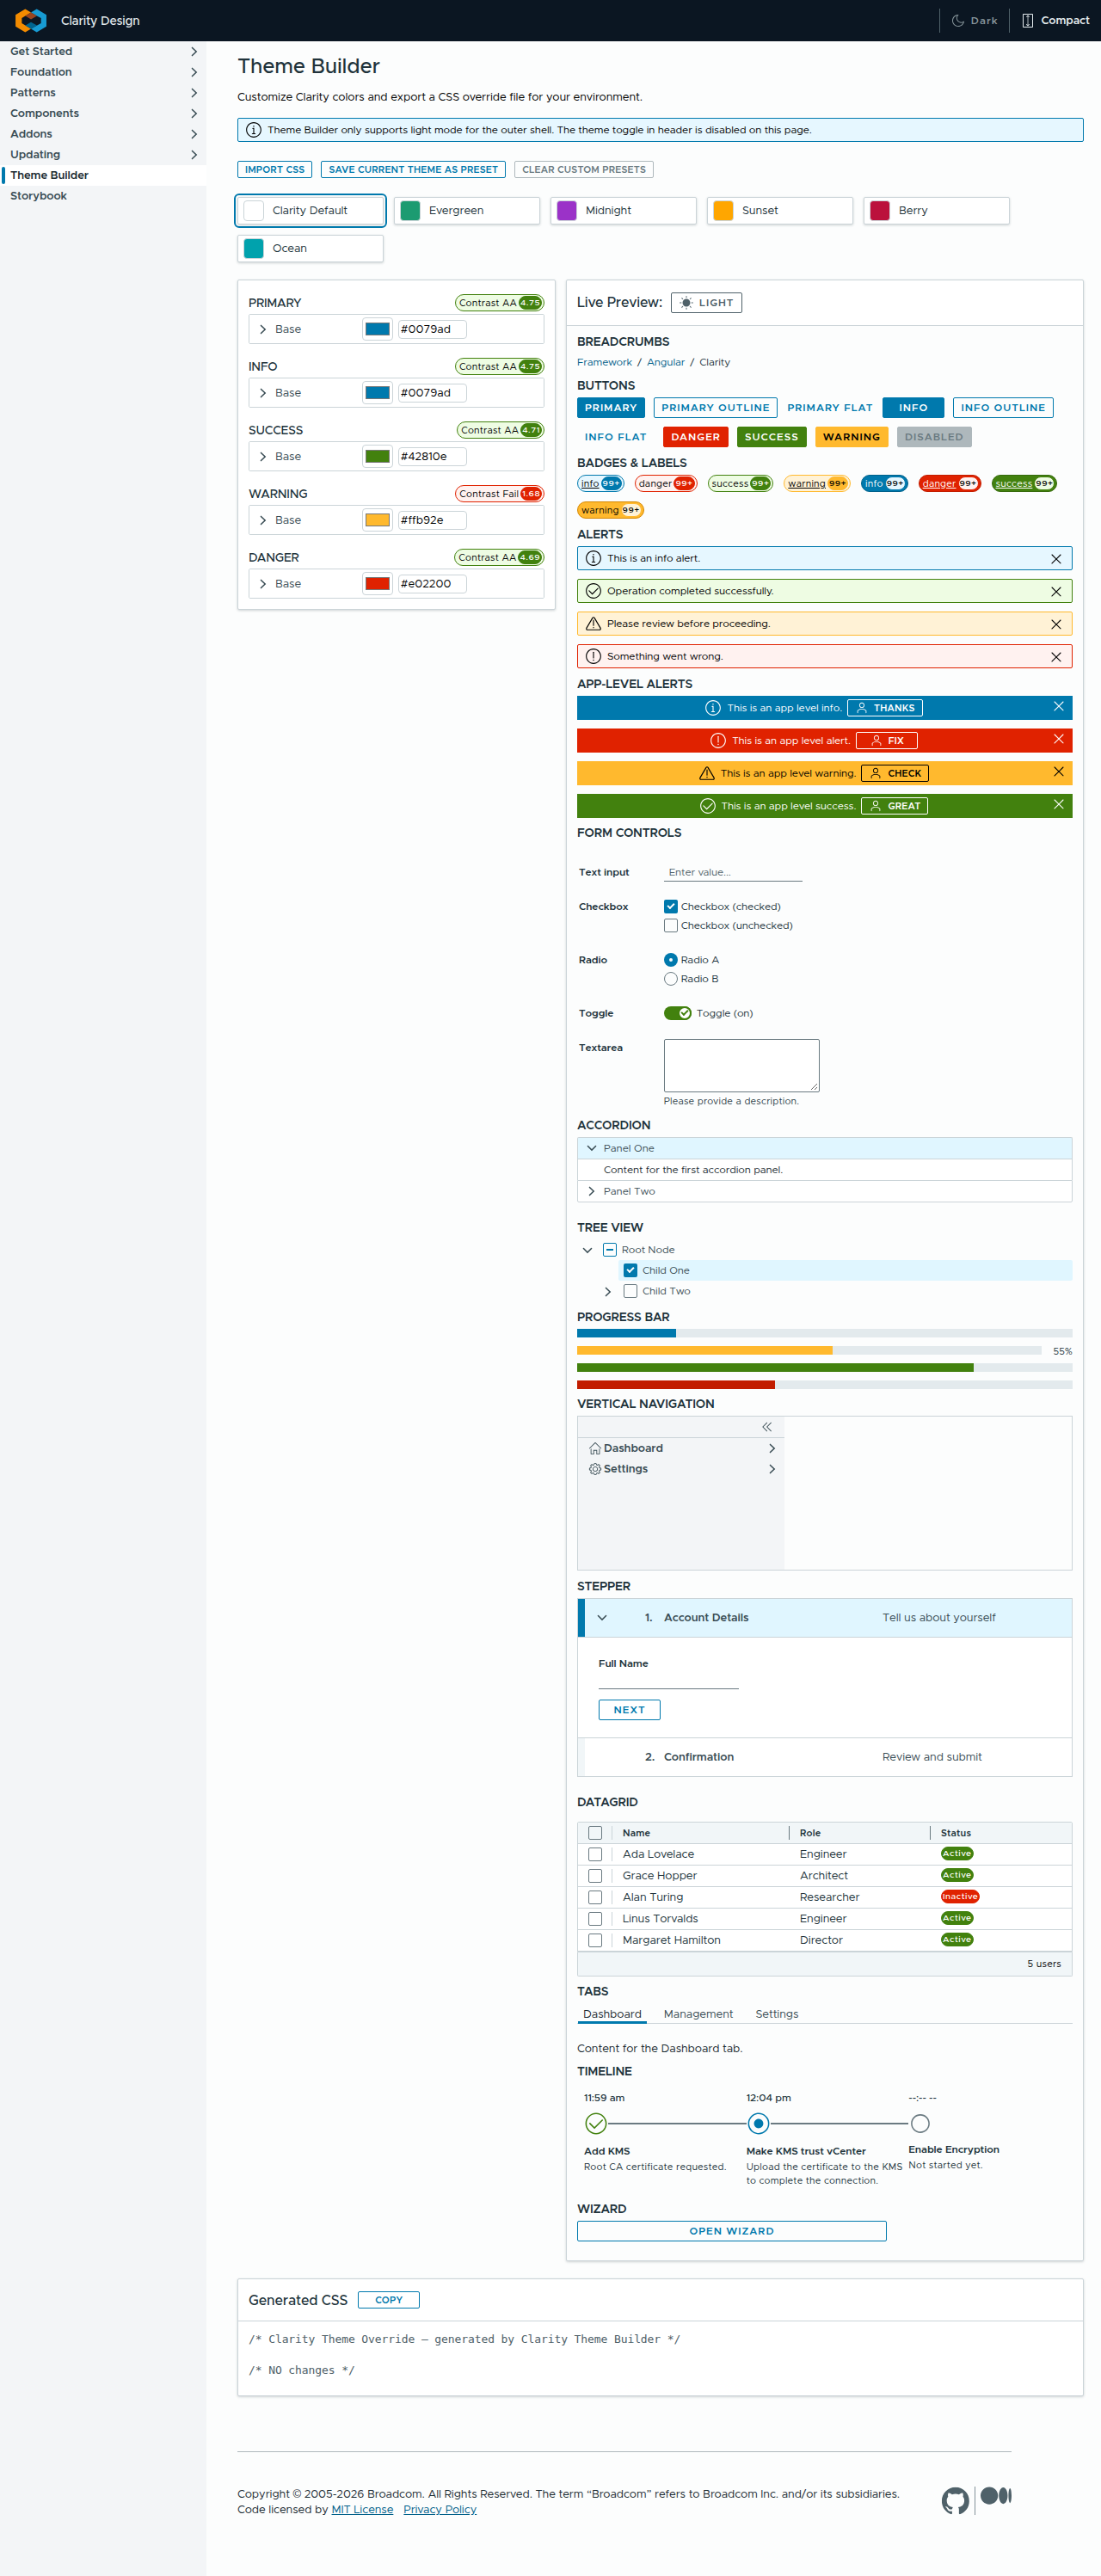 Clarity Design
Dark
Compact
Get Started
Foundation
Patterns
Components
Addons
Updating
Theme Builder
Storybook
Theme Builder
Customize Clarity colors and export a CSS override file for your environment.
Theme Builder only supports light mode for the outer shell. The theme toggle in header is disabled on this page.
IMPORT CSS SAVE CURRENT THEME AS PRESET CLEAR CUSTOM PRESETS
Clarity Default Evergreen Midnight Sunset Berry
Ocean
PRIMARY Contrast AA 4.75
Base #0079ad
INFO Contrast AA 4.75
Base #0079ad
SUCCESS Contrast AA 4.71
Base #42810e
WARNING Contrast Fail 1.68
Base #ffb92e
DANGER Contrast AA 4.69
Base #e02200
Live Preview: LIGHT
BREADCRUMBS
Framework / Angular / Clarity
BUTTONS
PRIMARY PRIMARY OUTLINE PRIMARY FLAT INFO INFO OUTLINE
INFO FLAT DANGER SUCCESS WARNING DISABLED
BADGES & LABELS
info 99+ danger 99+ success 99+ warning 99+ info 99+ danger 99+ success 99+
warning 99+
ALERTS
This is an info alert.
Operation completed successfully.
Please review before proceeding.
Something went wrong.
APP-LEVEL ALERTS
This is an app level info. THANKS
This is an app level alert. FIX
This is an app level warning. CHECK
This is an app level success. GREAT
FORM CONTROLS
Text input Enter value...
Checkbox Checkbox (checked)
Checkbox (unchecked)
Radio Radio A
Radio B
Toggle Toggle (on)
Textarea
Please provide a description.
ACCORDION
Panel One
Content for the first accordion panel.
Panel Two
TREE VIEW
Root Node
Child One
Child Two
PROGRESS BAR
55%
VERTICAL NAVIGATION
Dashboard
Settings
STEPPER
1. Account Details Tell us about yourself
Full Name
NEXT
2. Confirmation Review and submit
DATAGRID
Name Role Status
Ada Lovelace Engineer Active
Grace Hopper Architect Active
Alan Turing Researcher Inactive
Linus Torvalds Engineer Active
Margaret Hamilton Director Active
5 users
TABS
Dashboard Management Settings
Content for the Dashboard tab.
TIMELINE
11:59 am 12:04 pm --:-- --
Add KMS Make KMS trust vCenter Enable Encryption
Root CA certificate requested. Upload the certificate to the KMS Not started yet.
to complete the connection.
WIZARD
OPEN WIZARD
Generated CSS COPY
/* Clarity Theme Override — generated by Clarity Theme Builder */
/* NO changes */
Copyright © 2005-2026 Broadcom. All Rights Reserved. The term “Broadcom” refers to Broadcom Inc. and/or its subsidiaries.
Code licensed by MIT License Privacy Policy